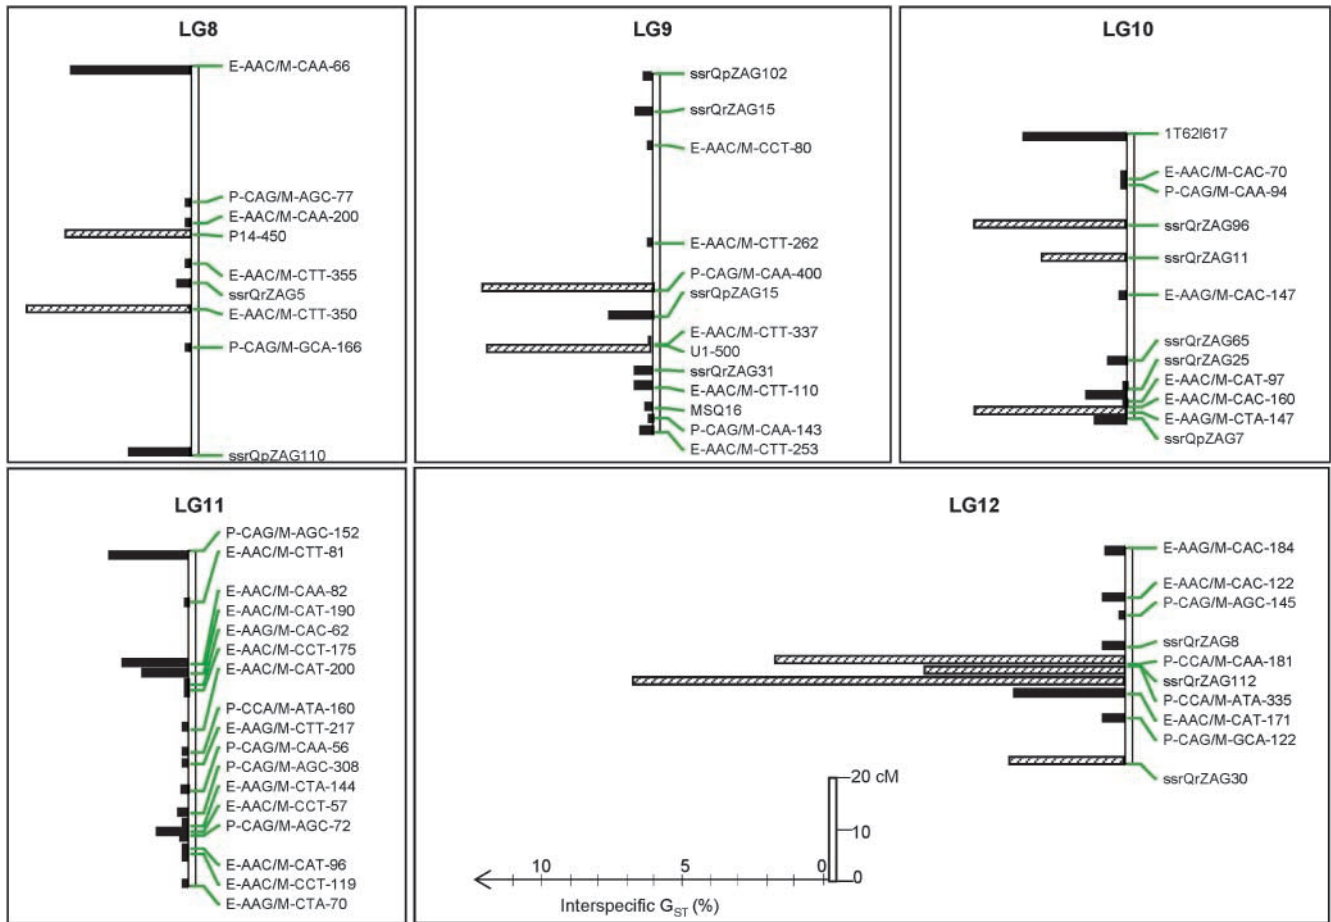 LG8
E-AAC/M-CAA-66
P-CAG/M-AGC-77
E-AAC/M-CAA-200
P14-450
E-AAC/M-CTT-355
ssrQrZAG5
E-AAC/M-CTT-350
P-CAG/M-GCA-166
ssrQpZAG110
LG9
ssrQpZAG102
ssrQrZAG15
E-AAC/M-CCT-80
E-AAC/M-CTT-262
P-CAG/M-CAA-400
ssrQpZAG15
E-AAC/M-CTT-337
U1-500
ssrQrZAG31
E-AAC/M-CTT-110
MSQ16
P-CAG/M-CAA-143
E-AAC/M-CTT-253
LG10
1T62I617
E-AAC/M-CAC-70
P-CAG/M-CAA-94
ssrQrZAG96
ssrQrZAG11
E-AAG/M-CAC-147
ssrQrZAG65
ssrQrZAG25
E-AAC/M-CAT-97
E-AAC/M-CAC-160
E-AAG/M-CTA-147
ssrQpZAG7
LG11
P-CAG/M-AGC-152
E-AAC/M-CTT-81
E-AAC/M-CAA-82
E-AAC/M-CAT-190
E-AAG/M-CAC-62
E-AAC/M-CCT-175
E-AAC/M-CAT-200
P-CCA/M-ATA-160
E-AAG/M-CTT-217
P-CAG/M-CAA-56
P-CAG/M-AGC-308
E-AAG/M-CTA-144
E-AAC/M-CCT-57
P-CAG/M-AGC-72
E-AAC/M-CAT-96
E-AAC/M-CCT-119
E-AAG/M-CTA-70
LG12
E-AAG/M-CAC-184
E-AAC/M-CAC-122
P-CAG/M-AGC-145
ssrQrZAG8
P-CCA/M-CAA-181
ssrQrZAG112
P-CCA/M-ATA-335
E-AAC/M-CAT-171
P-CAG/M-GCA-122
ssrQrZAG30
20 cM
10
0
10 5 0
Interspecific GST (%)